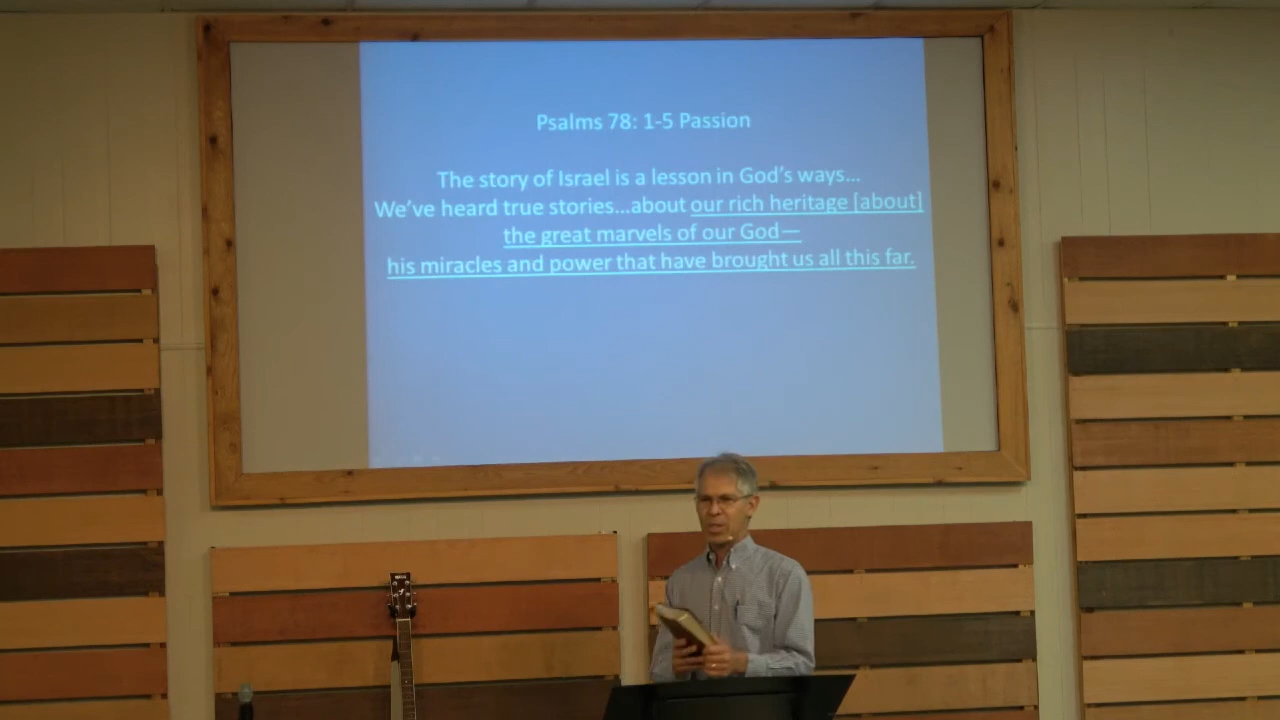 Psalms 78: 1-5 Passion
The story of Israel is a lesson in God's ways...
We've heard true stories...about our rich heritage [about]
the great marvels of our God—
his miracles and power that have brought us all this far.